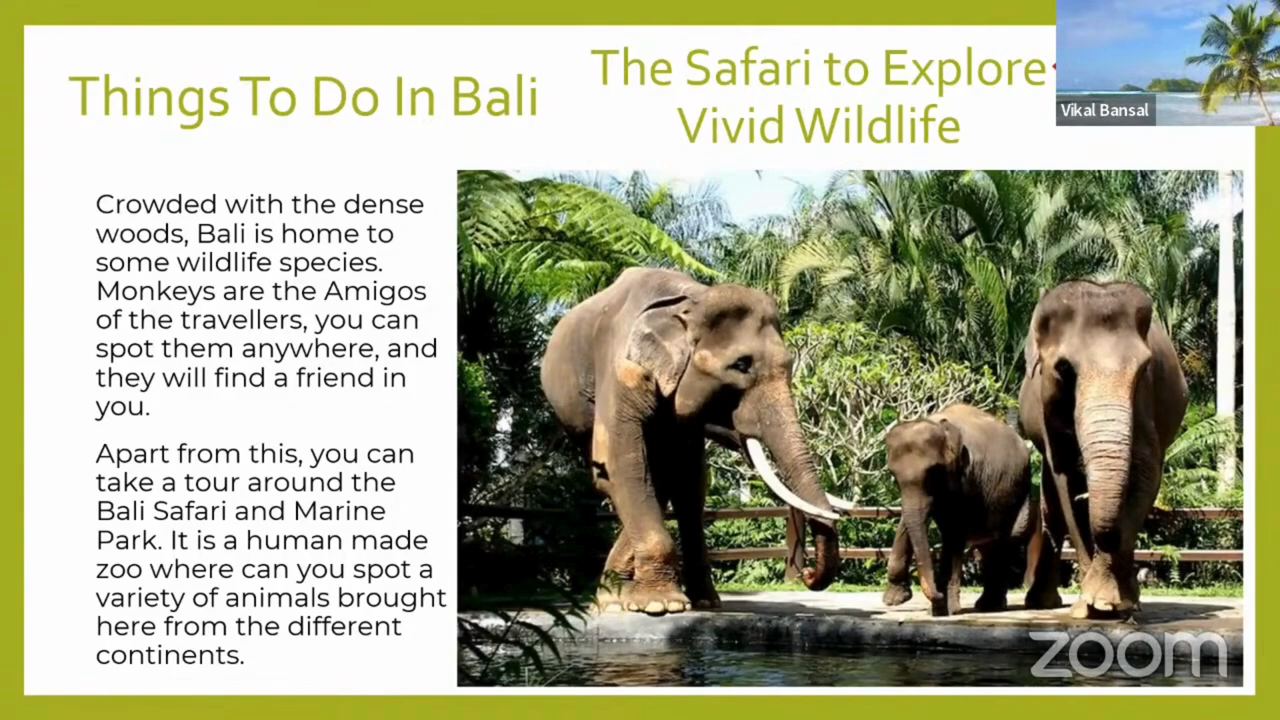 Things To Do In Bali
The Safari to Explore
Vivid Wildlife
Vikal Bansal
Crowded with the dense
woods, Bali is home to
some wildlife species.
Monkeys are the Amigos
of the travellers, you can
spot them anywhere, and
they will find a friend in
you.
Apart from this, you can
take a tour around the
Bali Safari and Marine
Park. It is a human made
zoo where can you spot a
variety of animals brought
here from the different
continents.
zoom